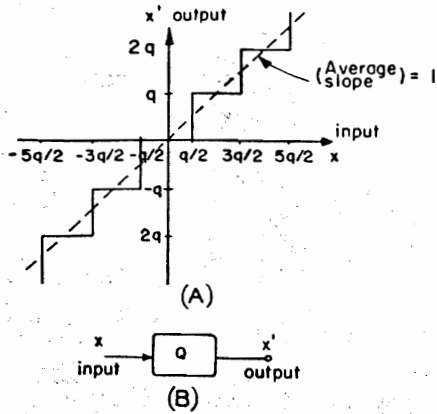 x' output
2q
(Average slope) = 1
q
input
-5q/2 -3q/2 -q/2 q/2 3q/2 5q/2 x
-q
2q
(A)
x Q x'
input output
(B)